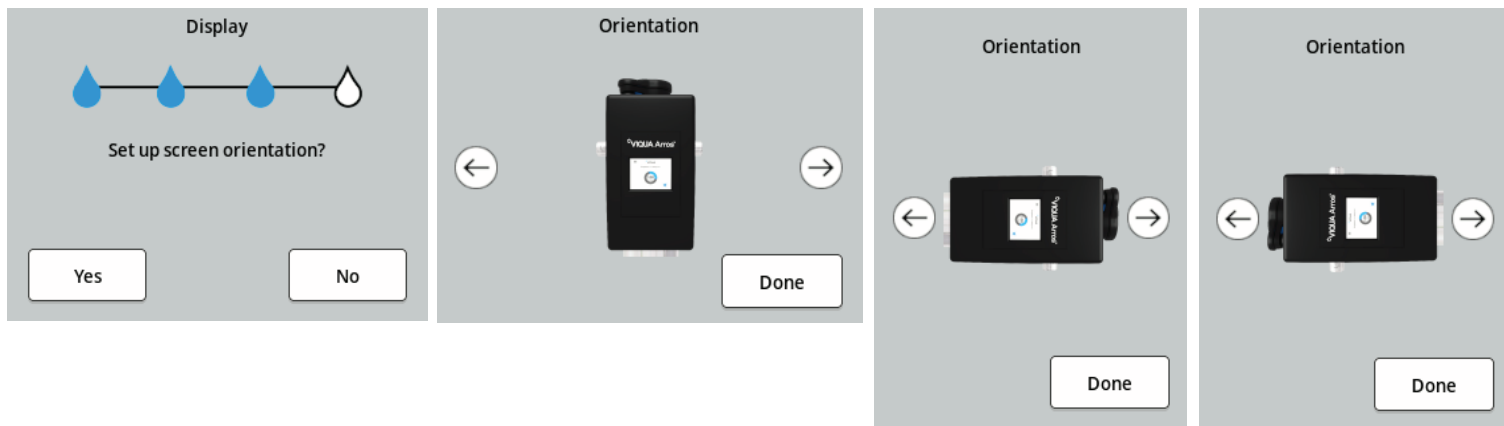 Display
Set up screen orientation?
Yes
No
Orientation
VIQUA Arros
Done
Orientation
VIQUA Arros
Done
Orientation
VIQUA Arros
Done